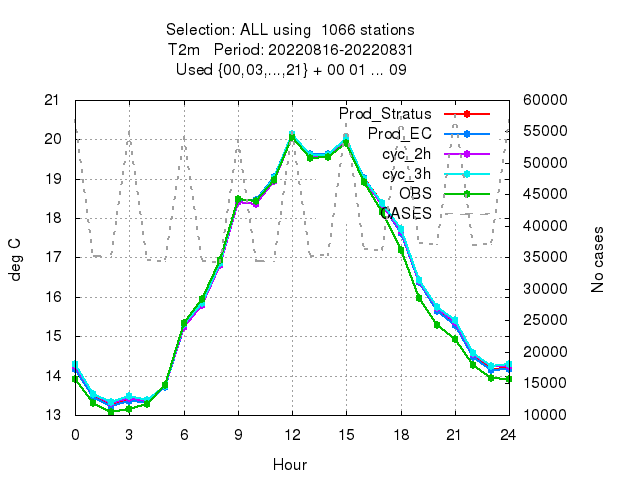 Selection: ALL using  1066 stations
T2m   Period: 20220816-20220831
Used {00,03,...,21} + 00 01 ... 09
21 60000
Prod_Stratus
20 55000
Prod_EC
cyc_2h
19 50000
cyc_3h
OBS
18 45000
CASES
17 40000
deg C
16 35000
No cases
15 30000
14 25000
13 20000
15000
10000
0 3 6 9 12 15 18 21 24
Hour